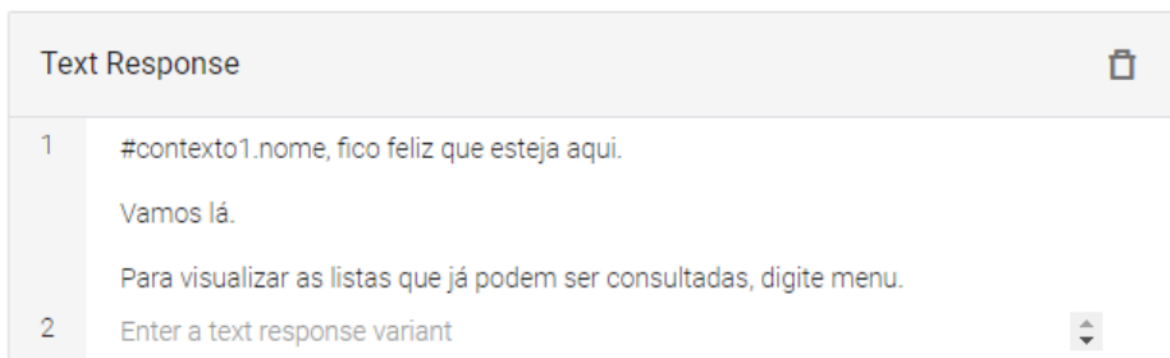 Text Response
1 #contexto1.nome, fico feliz que esteja aqui.
Vamos lá.
Para visualizar as listas que já podem ser consultadas, digite menu.
2 Enter a text response variant